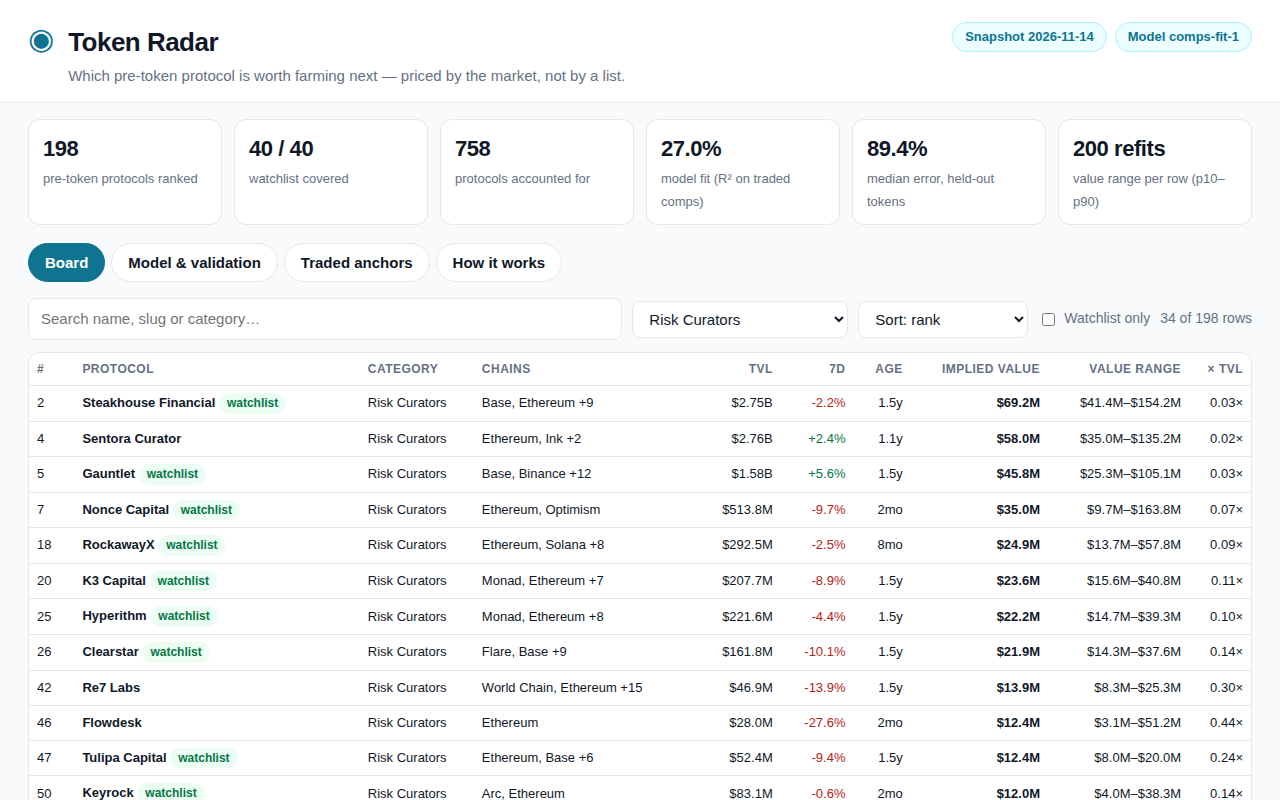 Token Radar
Which pre-token protocol is worth farming next — priced by the market, not by a list.
Snapshot 2026-11-14
Model comps-fit-1
198
pre-token protocols ranked
40 / 40
watchlist covered
758
protocols accounted for
27.0%
model fit (R² on traded
comps)
89.4%
median error, held-out
tokens
200 refits
value range per row (p10–
p90)
Board
Model & validation
Traded anchors
How it works
Search name, slug or category…
Risk Curators
Sort: rank
Watchlist only
34 of 198 rows
# PROTOCOL CATEGORY CHAINS TVL 7D AGE IMPLIED VALUE VALUE RANGE × TVL
2 Steakhouse Financial watchlist Risk Curators Base, Ethereum +9 $2.75B -2.2% 1.5y $69.2M $41.4M–$154.2M 0.03×
4 Sentora Curator Risk Curators Ethereum, Ink +2 $2.76B +2.4% 1.1y $58.0M $35.0M–$135.2M 0.02×
5 Gauntlet watchlist Risk Curators Base, Binance +12 $1.58B +5.6% 1.5y $45.8M $25.3M–$105.1M 0.03×
7 Nonce Capital watchlist Risk Curators Ethereum, Optimism $513.8M -9.7% 2mo $35.0M $9.7M–$163.8M 0.07×
18 RockawayX watchlist Risk Curators Ethereum, Solana +8 $292.5M -2.5% 8mo $24.9M $13.7M–$57.8M 0.09×
20 K3 Capital watchlist Risk Curators Monad, Ethereum +7 $207.7M -8.9% 1.5y $23.6M $15.6M–$40.8M 0.11×
25 Hyperithm watchlist Risk Curators Monad, Ethereum +8 $221.6M -4.4% 1.5y $22.2M $14.7M–$39.3M 0.10×
26 Clearstar watchlist Risk Curators Flare, Base +9 $161.8M -10.1% 1.5y $21.9M $14.3M–$37.6M 0.14×
42 Re7 Labs Risk Curators World Chain, Ethereum +15 $46.9M -13.9% 1.5y $13.9M $8.3M–$25.3M 0.30×
46 Flowdesk Risk Curators Ethereum $28.0M -27.6% 2mo $12.4M $3.1M–$51.2M 0.44×
47 Tulipa Capital watchlist Risk Curators Ethereum, Base +6 $52.4M -9.4% 1.5y $12.4M $8.0M–$20.0M 0.24×
50 Keyrock watchlist Risk Curators Arc, Ethereum $83.1M -0.6% 2mo $12.0M $4.0M–$38.3M 0.14×